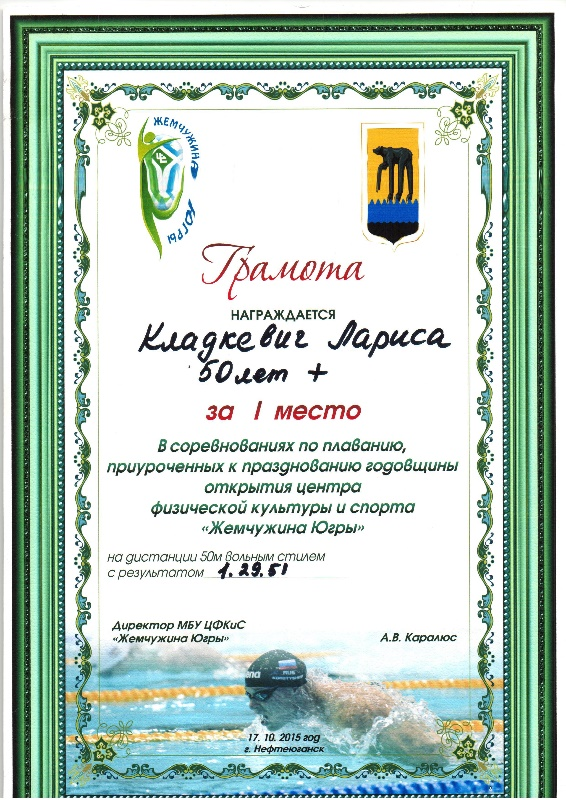 ЖЕМЧУЖИНА ЮГРЫ
Грамота
НАГРАЖДАЕТСЯ
Кладкевич Лариса
50 лет +
за I место
В соревнованиях по плаванию,
приуроченных к празднованию годовщины
открытия центра
физической культуры и спорта
«Жемчужина Югры»
на дистанции 50м вольным стилем
с результатом 1.29.51
Директор МБУ ЦФКиС
«Жемчужина Югры»
А.В. Каралюс
17. 10. 2015 год
г. Нефтеюганск